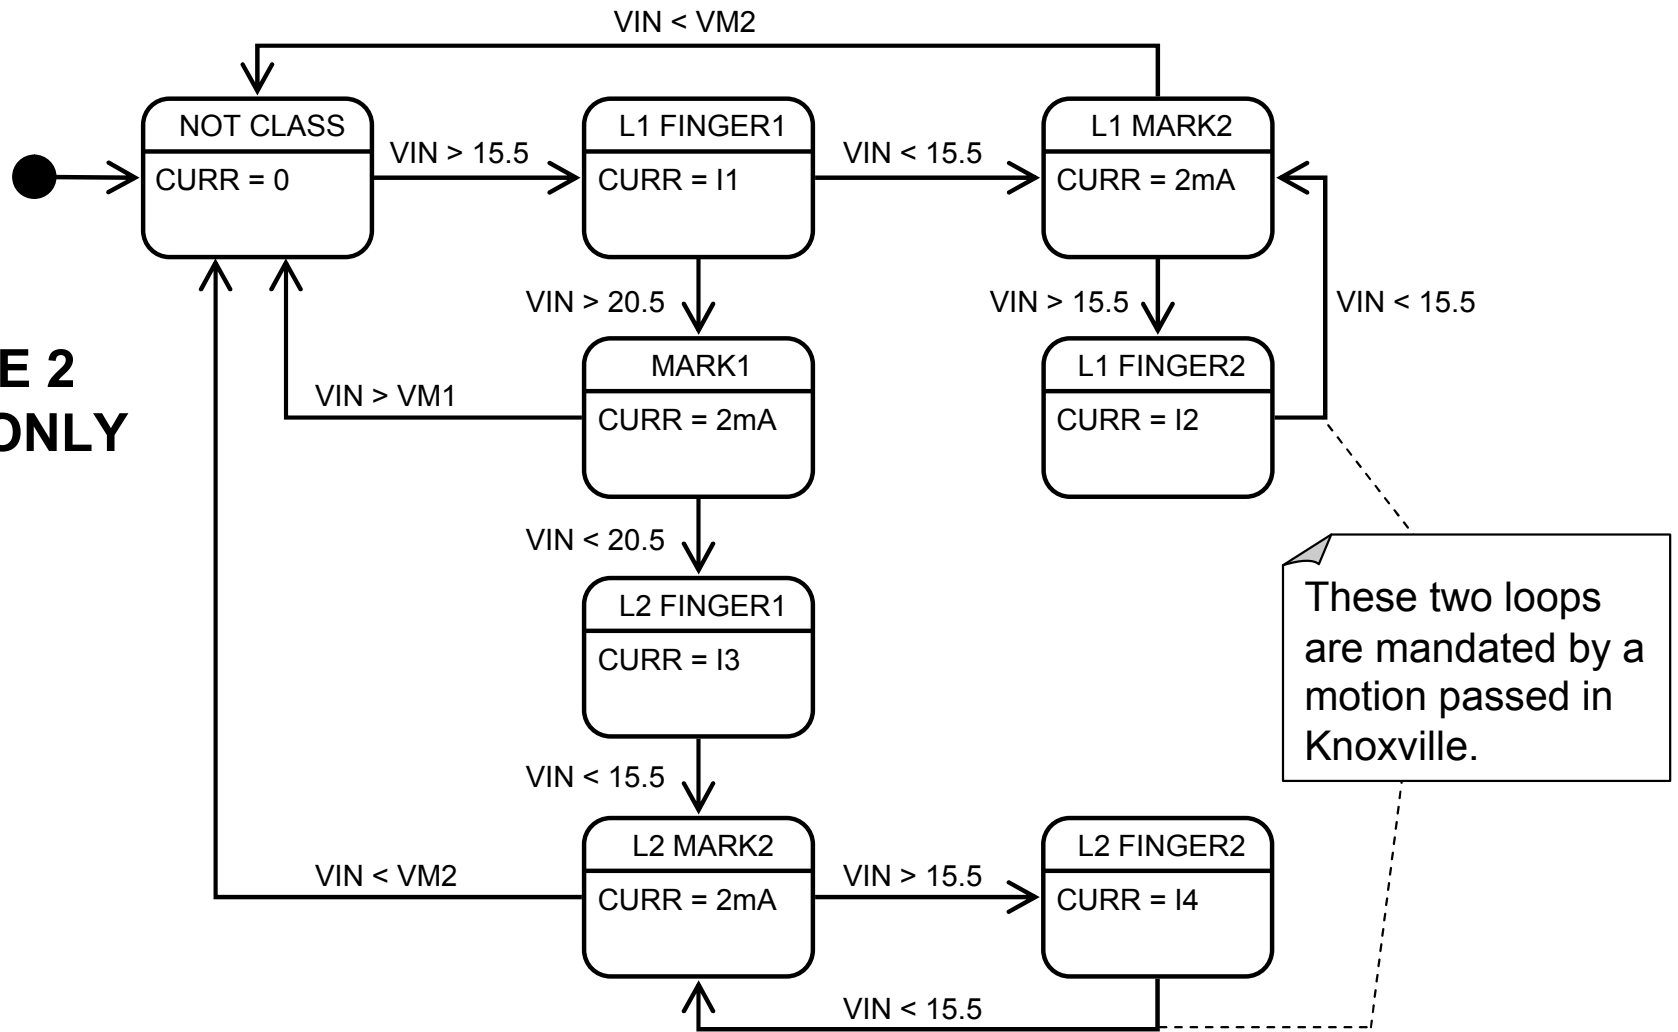 VIN < VM2
NOT CLASS
CURR = 0
VIN > 15.5
L1 FINGER1
CURR = I1
VIN < 15.5
L1 MARK2
CURR = 2mA
VIN > 20.5
VIN > 15.5
VIN < 15.5
E 2
ONLY
VIN > VM1
MARK1
CURR = 2mA
L1 FINGER2
CURR = I2
VIN < 20.5
L2 FINGER1
CURR = I3
These two loops
are mandated by a
motion passed in
Knoxville.
VIN < 15.5
VIN < VM2
L2 MARK2
CURR = 2mA
VIN > 15.5
L2 FINGER2
CURR = I4
VIN < 15.5